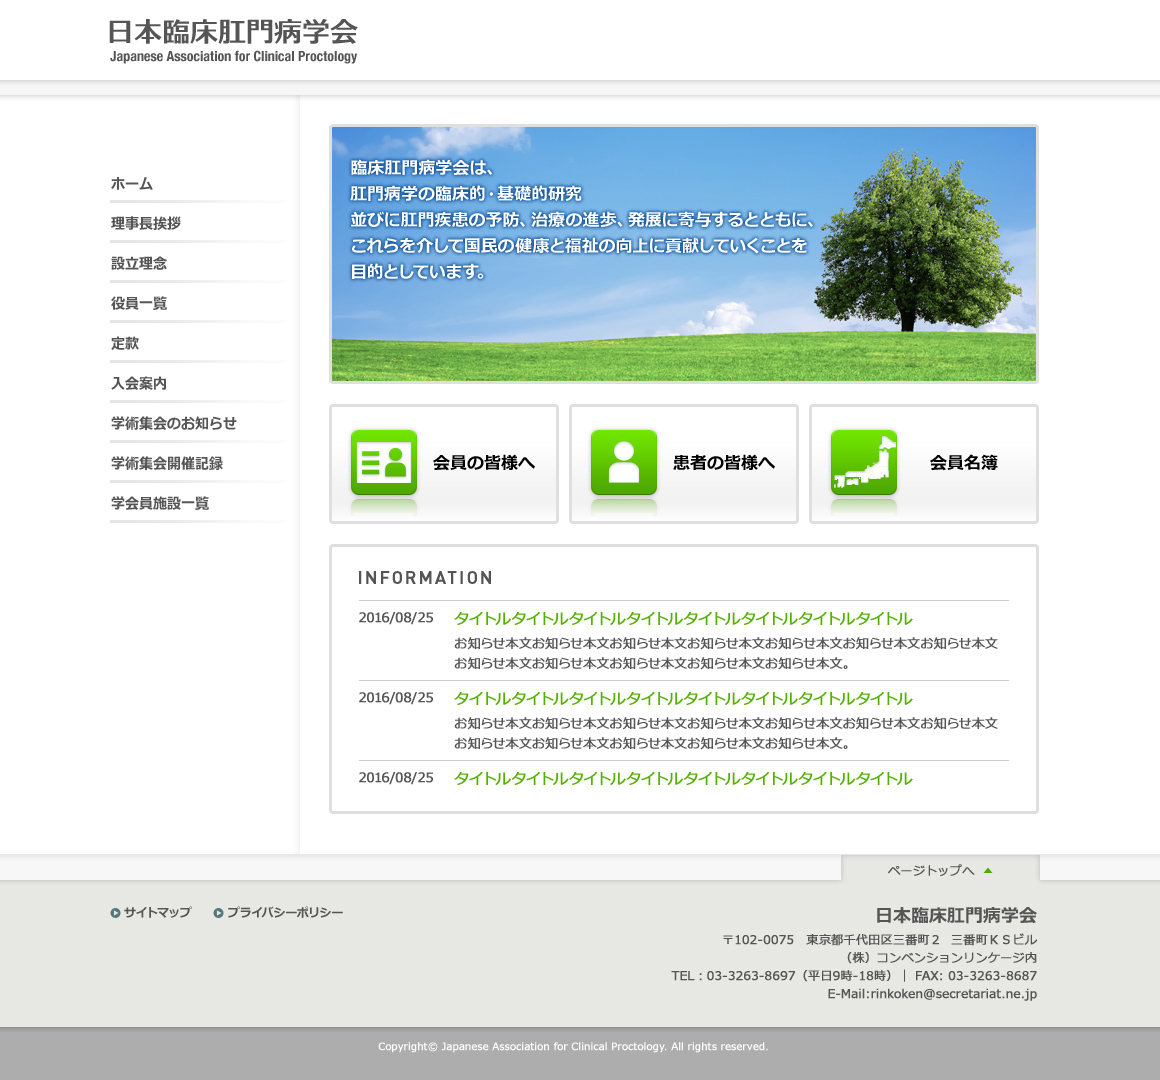 日本臨床肛門病学会
Japanese Association for Clinical Proctology
ホーム
理事長挨拶
設立理念
役員一覧
定款
入会案内
学術集会のお知らせ
学術集会開催記録
学会員施設一覧
臨床肛門病学会は、
肛門病学の臨床的・基礎的研究
並びに肛門疾患の予防、治療の進歩、発展に寄与するとともに、
これらを介して国民の健康と福祉の向上に貢献していくことを
目的としています。
会員の皆様へ
患者の皆様へ
会員名簿
INFORMATION
2016/08/25 タイトルタイトルタイトルタイトルタイトルタイトルタイトルタイトル
お知らせ本文お知らせ本文お知らせ本文お知らせ本文お知らせ本文お知らせ本文お知らせ本文
お知らせ本文お知らせ本文お知らせ本文お知らせ本文お知らせ本文。
2016/08/25 タイトルタイトルタイトルタイトルタイトルタイトルタイトルタイトル
お知らせ本文お知らせ本文お知らせ本文お知らせ本文お知らせ本文お知らせ本文お知らせ本文
お知らせ本文お知らせ本文お知らせ本文お知らせ本文お知らせ本文。
2016/08/25 タイトルタイトルタイトルタイトルタイトルタイトルタイトルタイトル
ページトップへ
サイトマップ プライバシーポリシー
日本臨床肛門病学会
〒102-0075　東京都千代田区三番町２　三番町ＫＳビル
（株）コンベンションリンケージ内
TEL：03-3263-8697（平日9時-18時）｜ FAX: 03-3263-8687
E-Mail:rinkoken@secretariat.ne.jp
Copyright© Japanese Association for Clinical Proctology. All rights reserved.